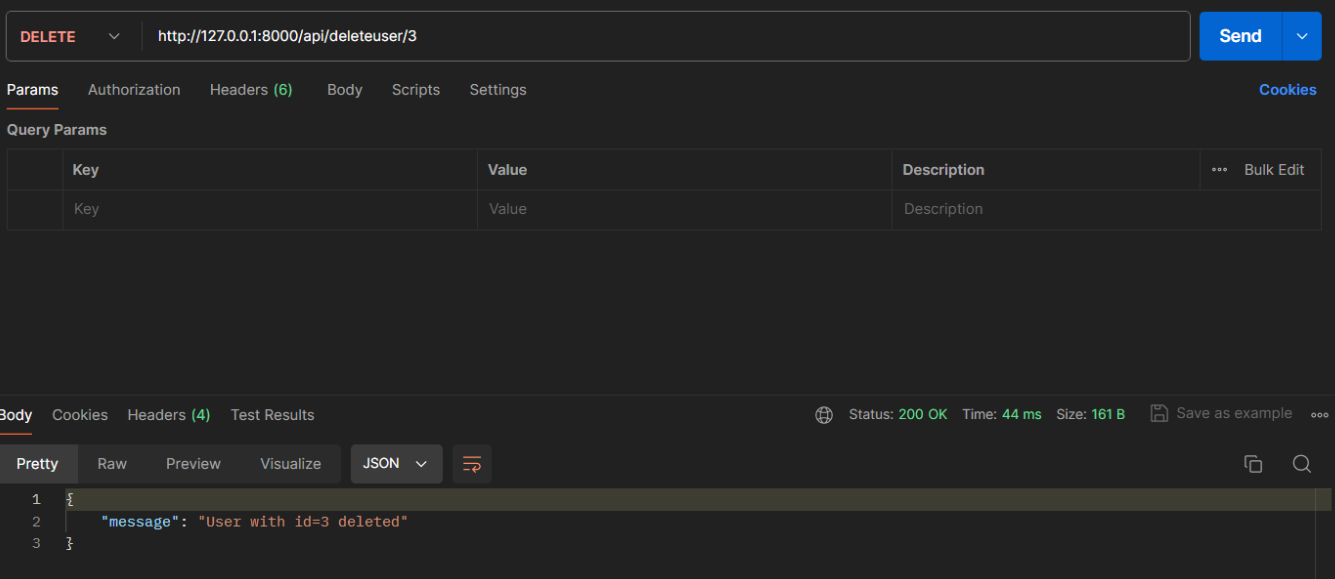 DELETE http://127.0.0.1:8000/api/deleteuser/3 Send
Params Authorization Headers (6) Body Scripts Settings Cookies
Query Params
Key Value Description Bulk Edit
Key Value Description
Body Cookies Headers (4) Test Results Status: 200 OK Time: 44 ms Size: 161 B Save as example
Pretty Raw Preview Visualize JSON
1 {
2 "message": "User with id=3 deleted"
3 }